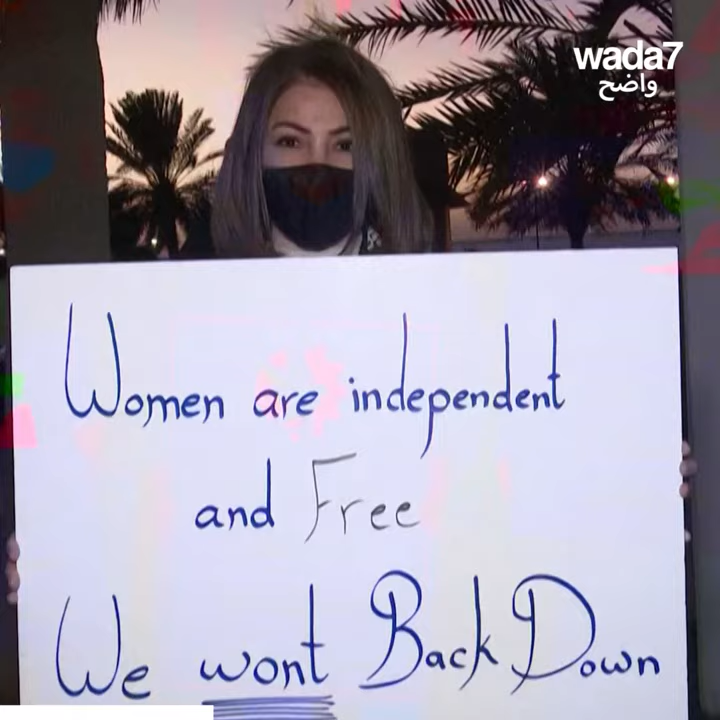 wada7
واضح
Women are independent
and Free
We wont Back Down